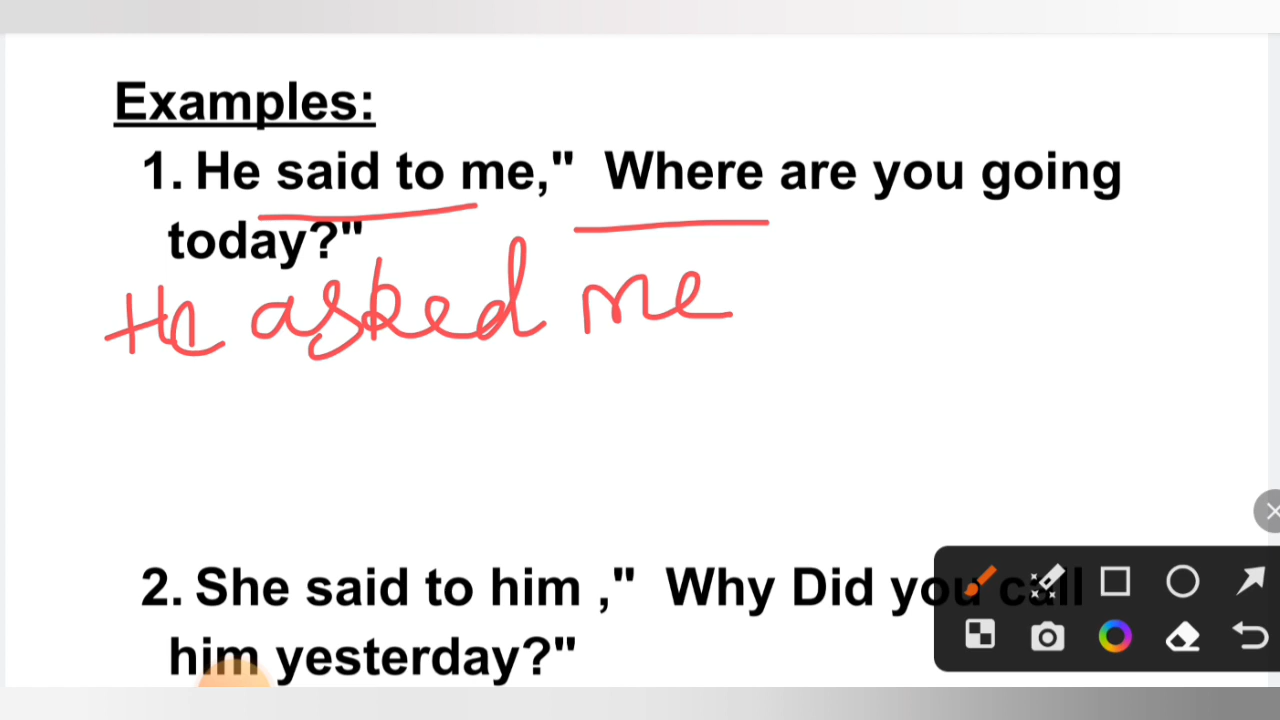 Examples:
1. He said to me,"  Where are you going
today?"
He asked me
2. She said to him ,"  Why Did you call
him yesterday?"